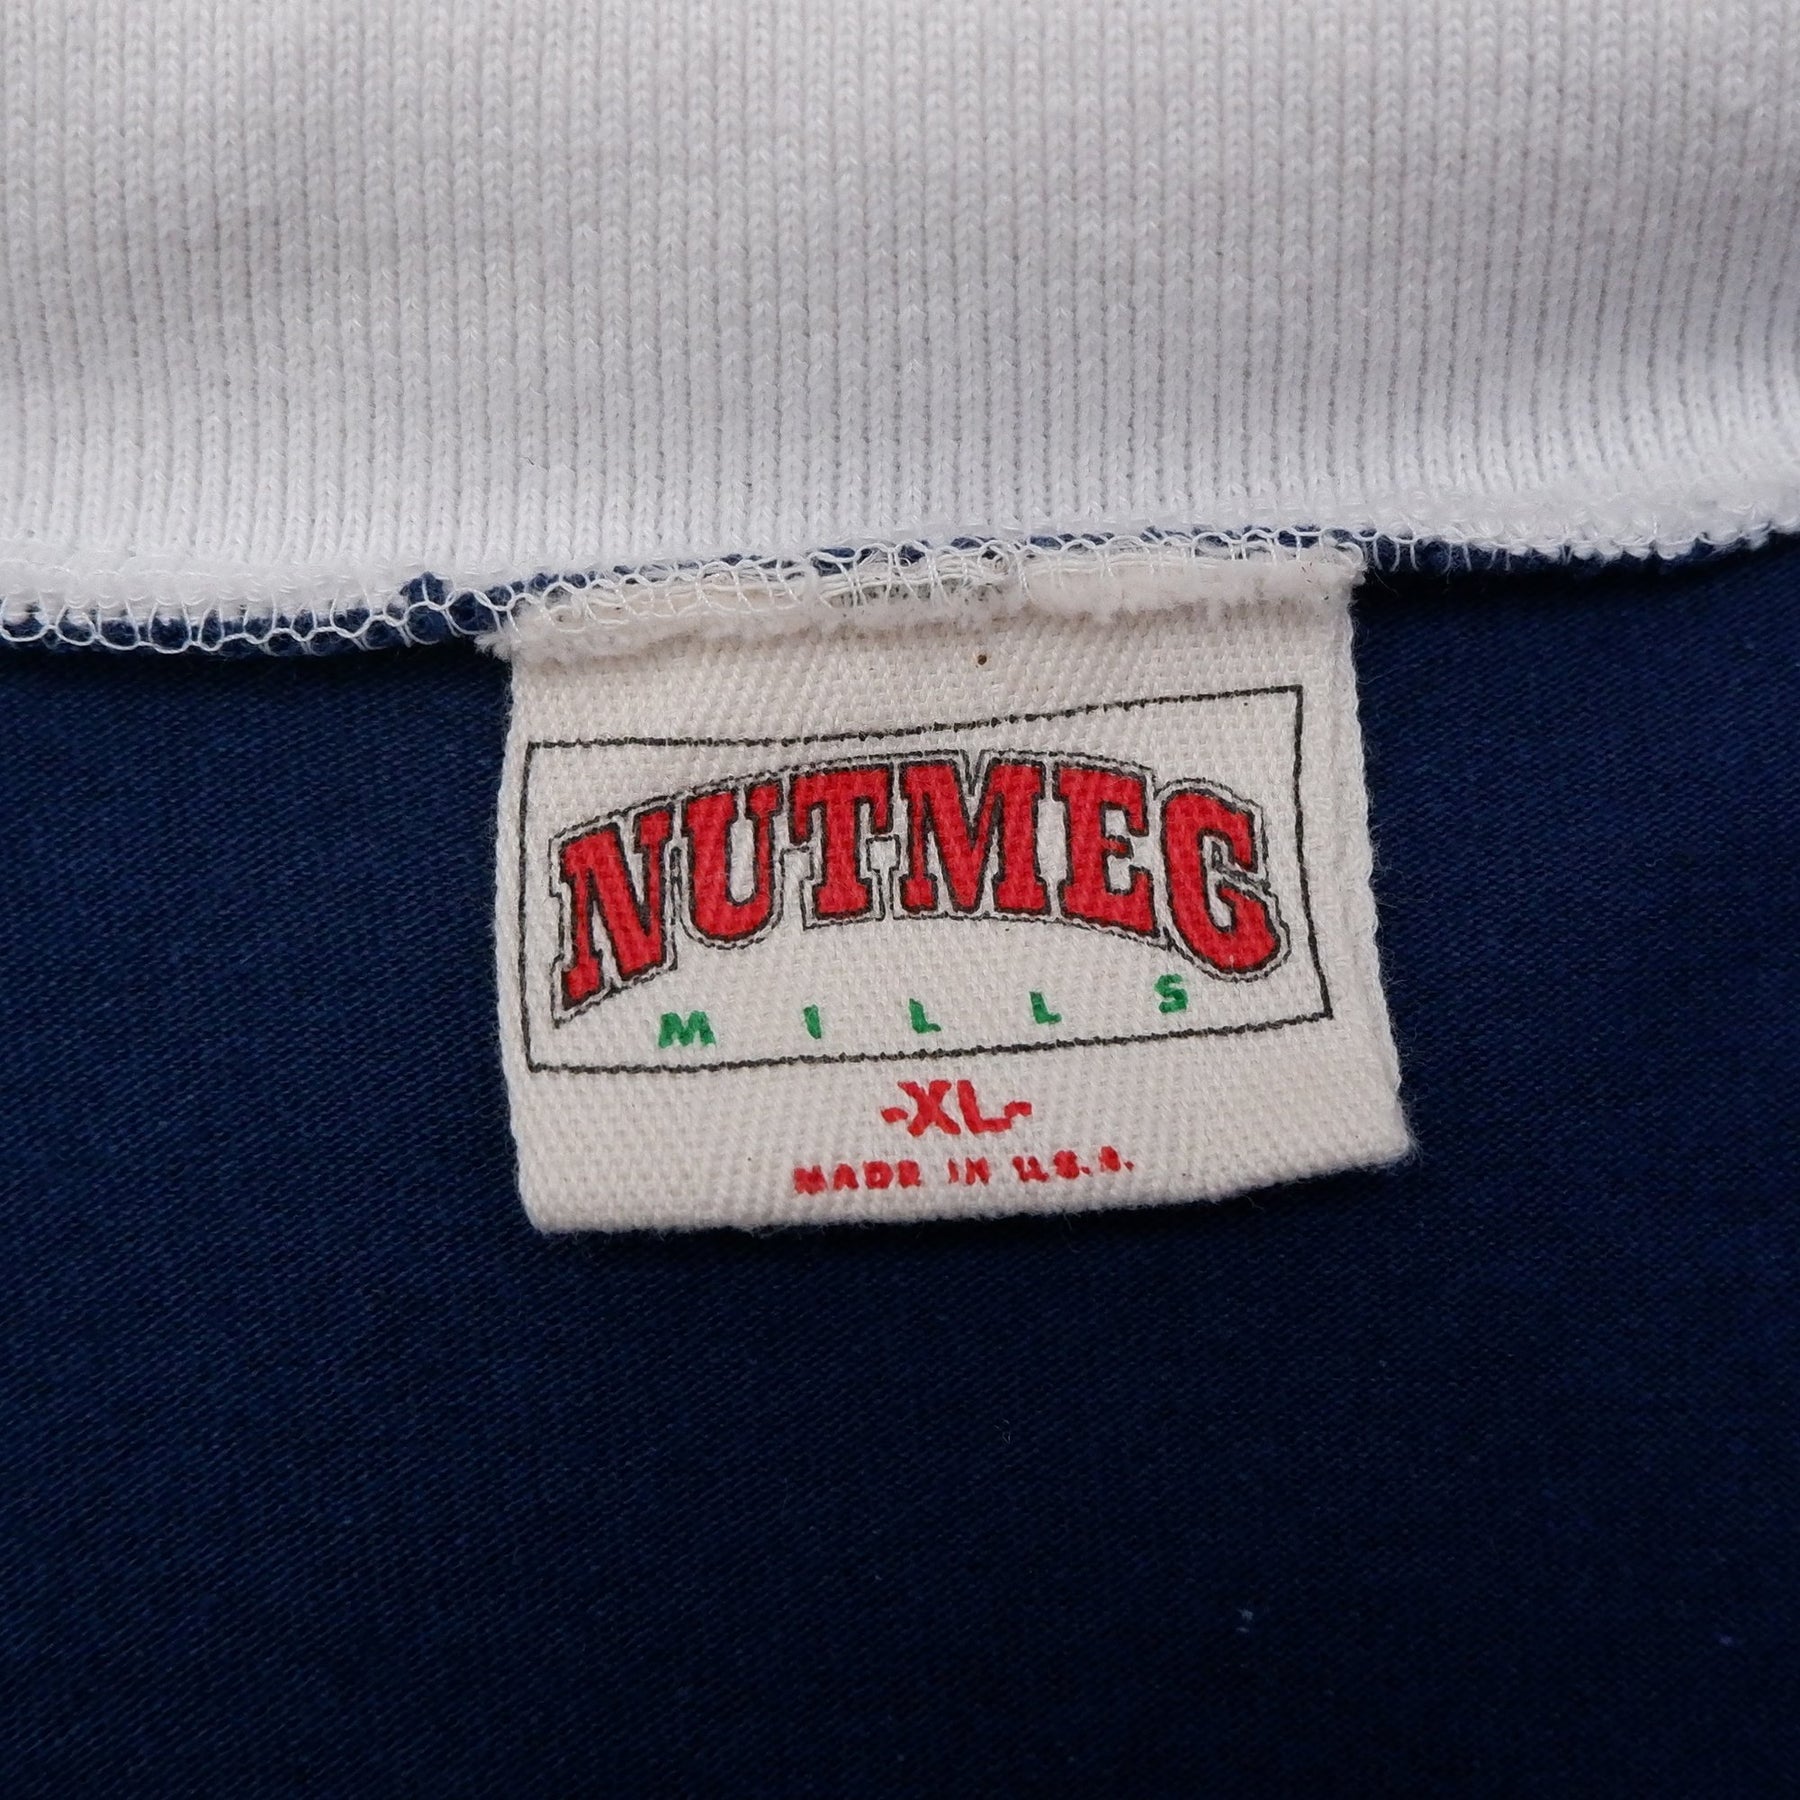 NUTMEG
MILLS
-XL-
MADE IN U.S.A.